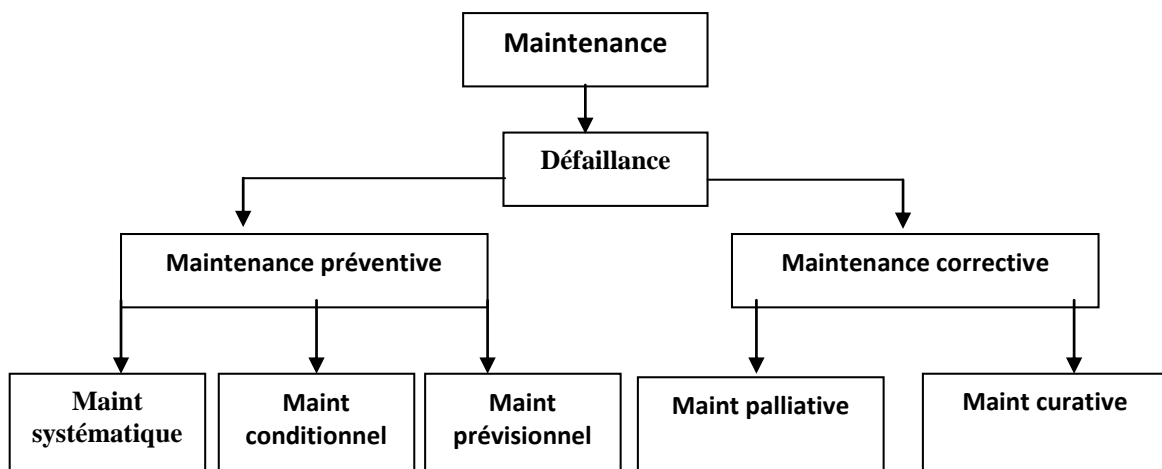 Maintenance
Défaillance
Maintenance préventive
Maintenance corrective
Maint
systématique
Maint
conditionnel
Maint
prévisionnel
Maint palliative
Maint curative